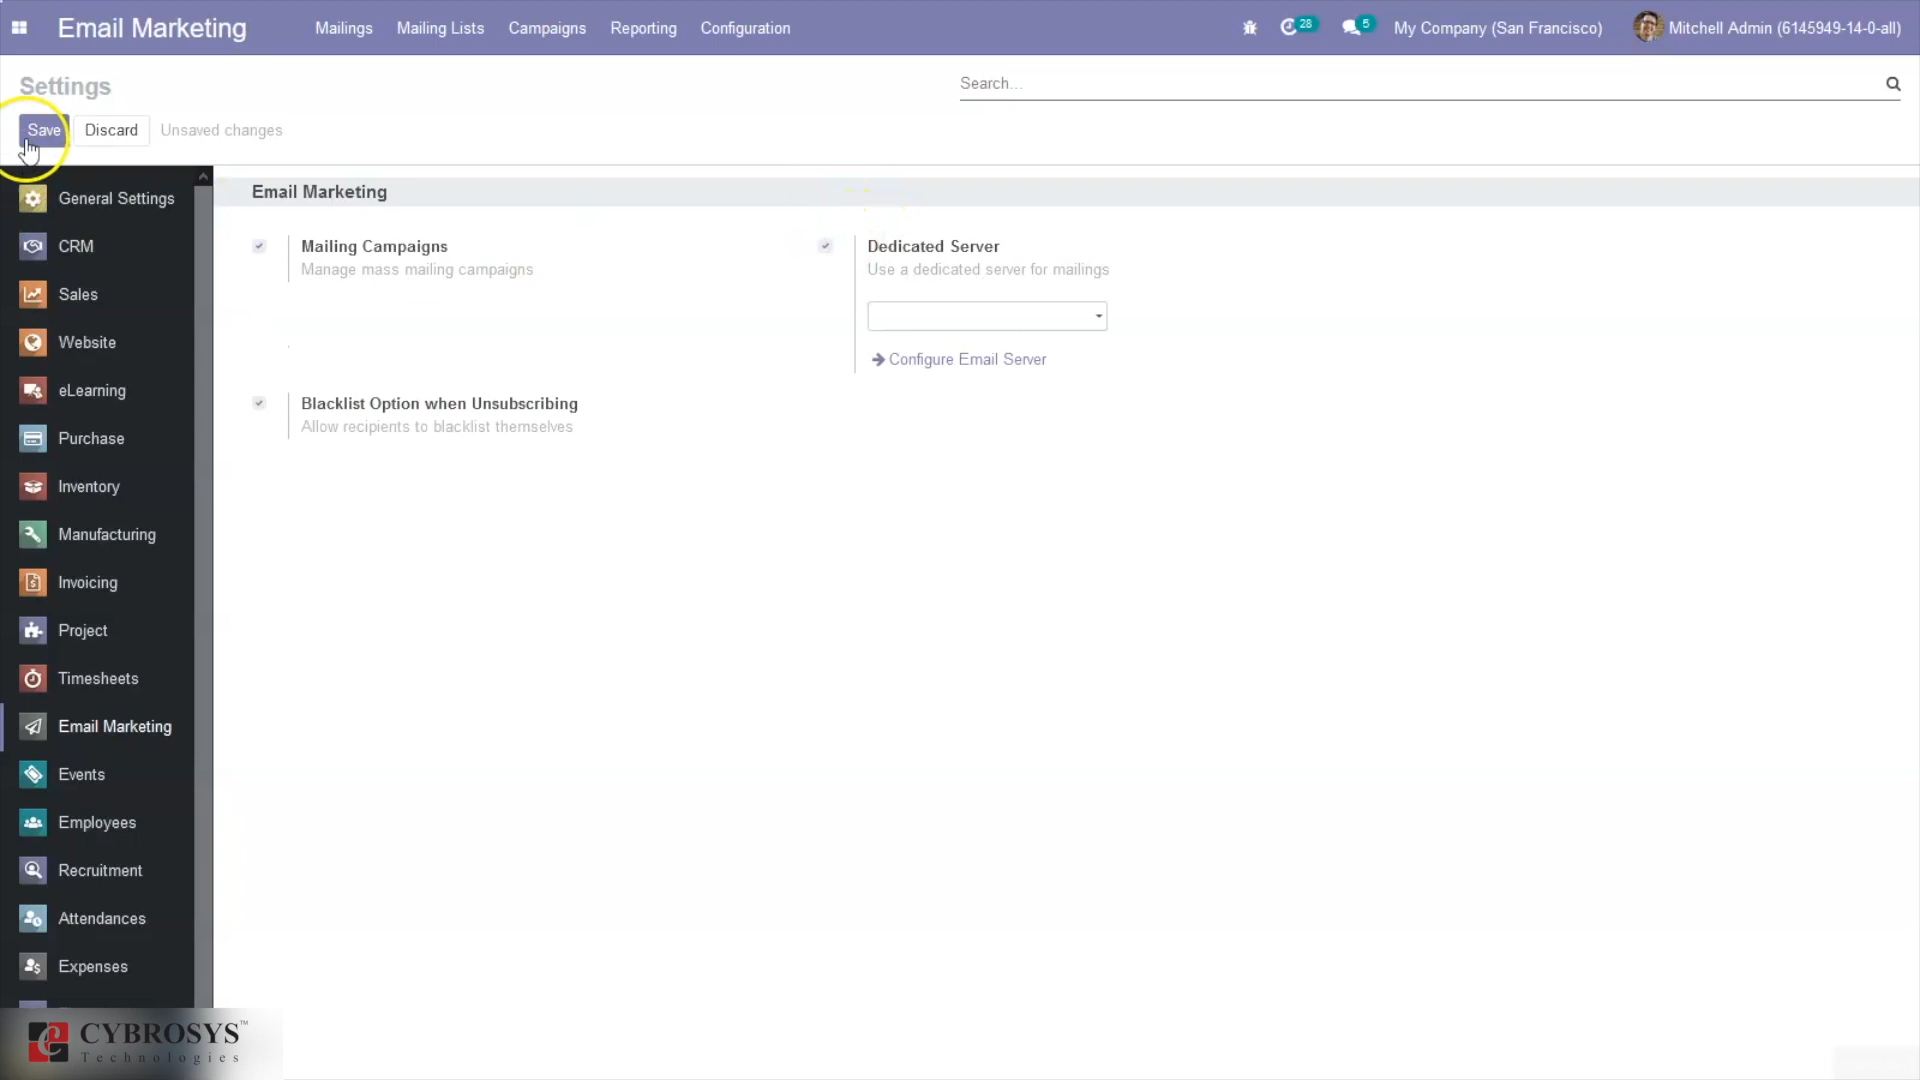 Email Marketing
Mailings
Mailing Lists
Campaigns
Reporting
Configuration
28
5
My Company (San Francisco)
Mitchell Admin (6145949-14-0-all)
Settings
Search...
Save
Discard
Unsaved changes
General Settings
CRM
Sales
Website
eLearning
Purchase
Inventory
Manufacturing
Invoicing
Project
Timesheets
Email Marketing
Events
Employees
Recruitment
Attendances
Expenses
Email Marketing
Mailing Campaigns
Manage mass mailing campaigns
Dedicated Server
Use a dedicated server for mailings
Configure Email Server
Blacklist Option when Unsubscribing
Allow recipients to blacklist themselves
CYBROSYS™
Technologies